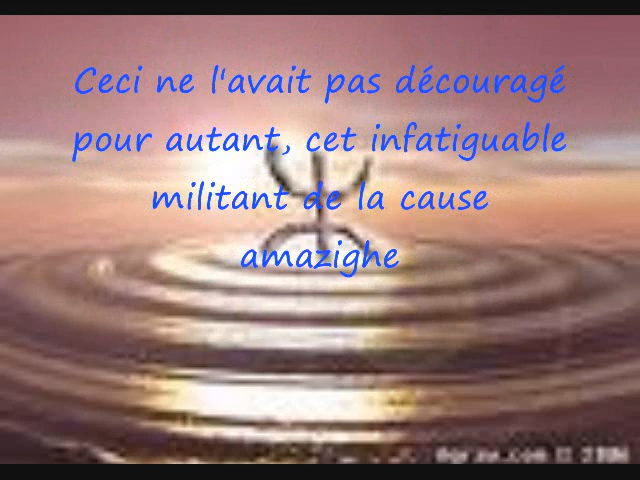 Ceci ne l'avait pas découragé
pour autant, cet infatiguable
militant de la cause
amazighe